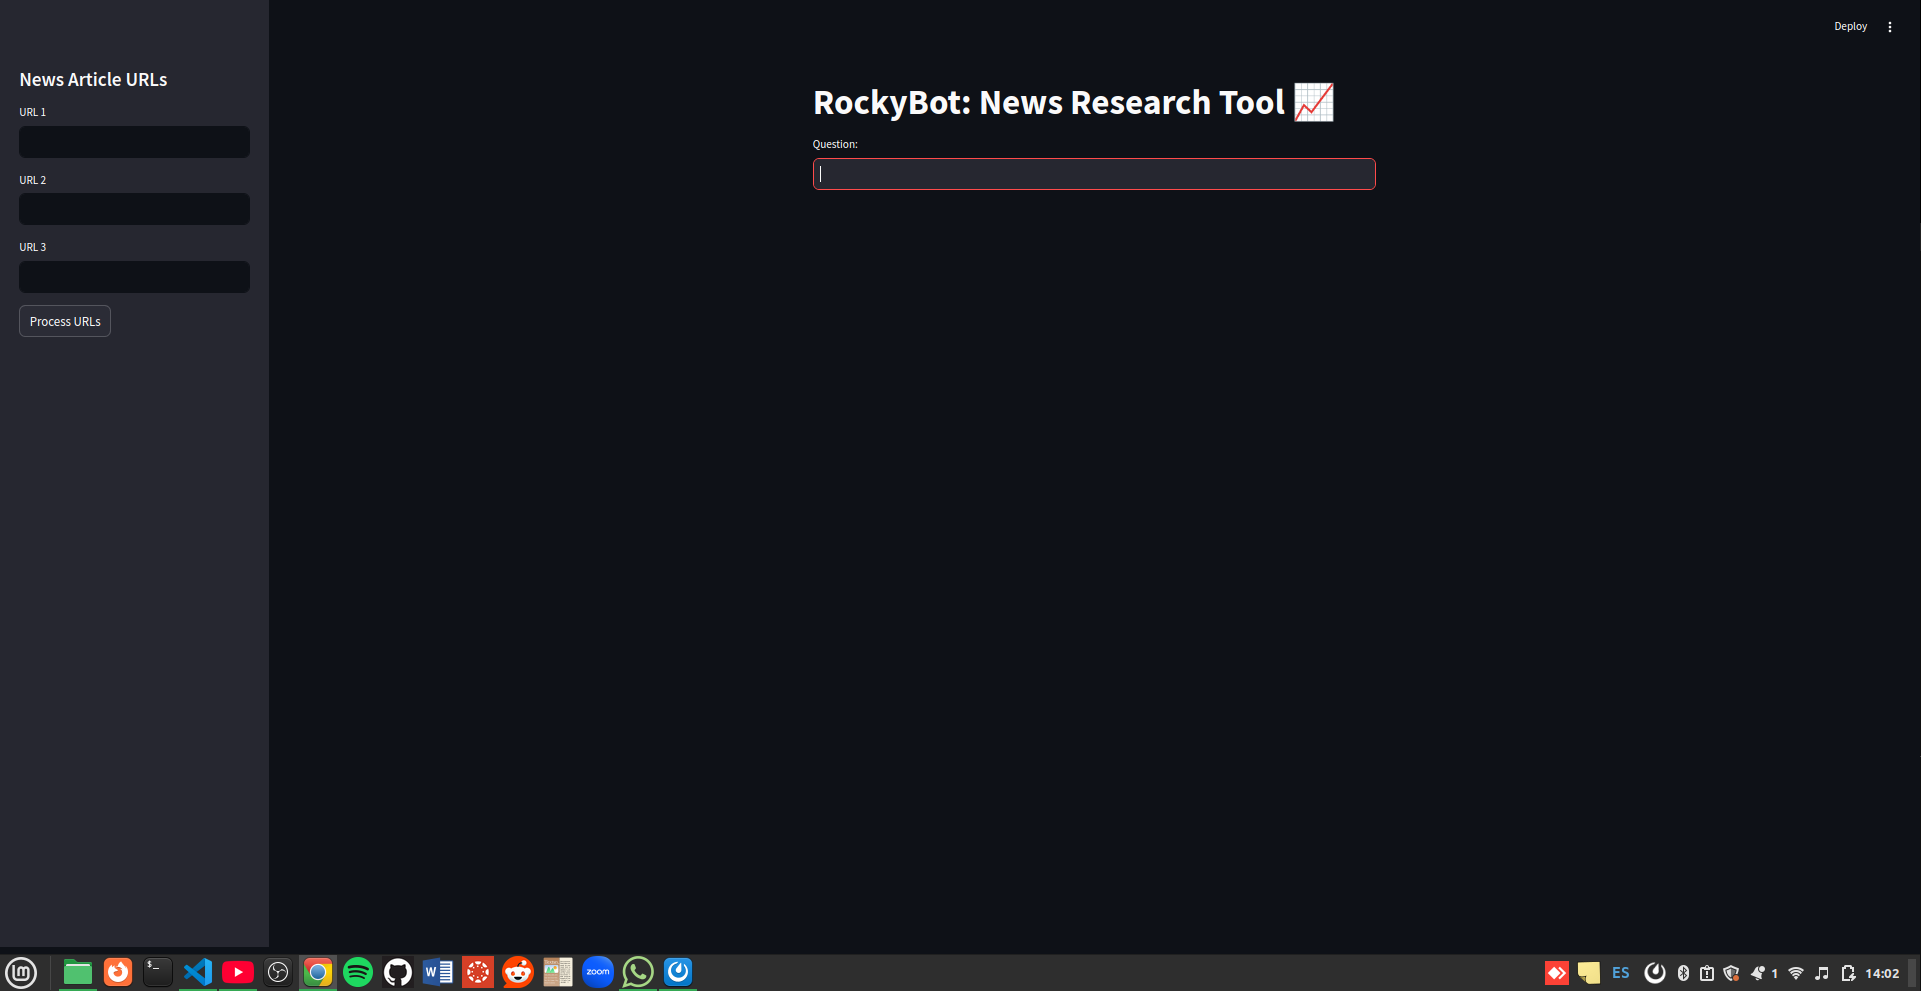 Deploy
News Article URLs
URL 1
URL 2
URL 3
Process URLs
RockyBot: News Research Tool 📈
Question:
$_
W
zoom
ES
1
14:02